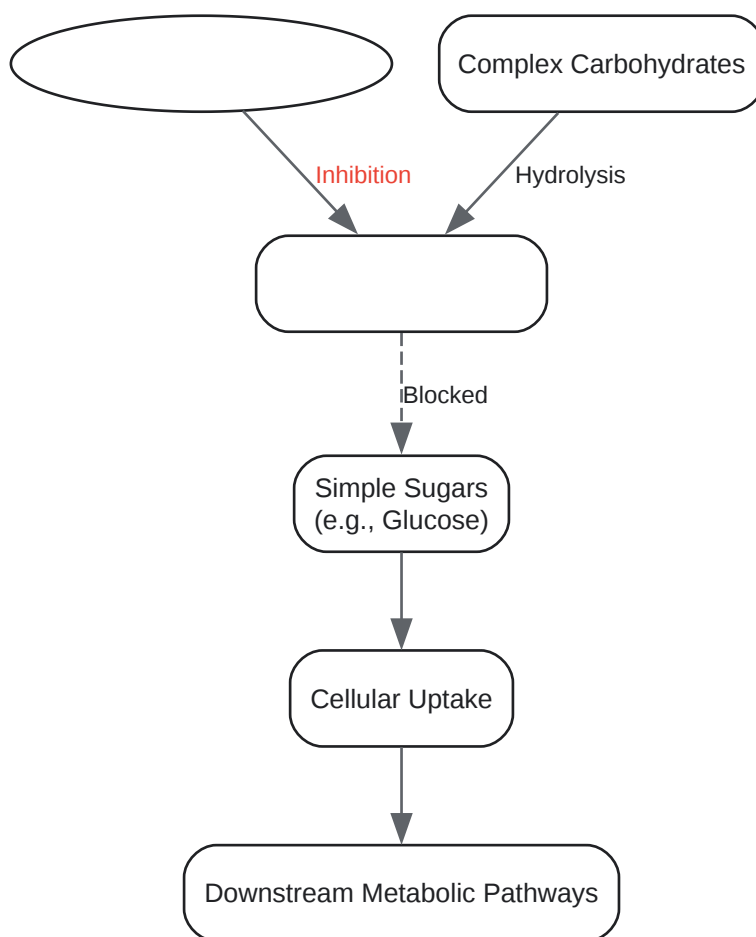 Complex Carbohydrates
Inhibition
Hydrolysis
Blocked
Simple Sugars
(e.g., Glucose)
Cellular Uptake
Downstream Metabolic Pathways